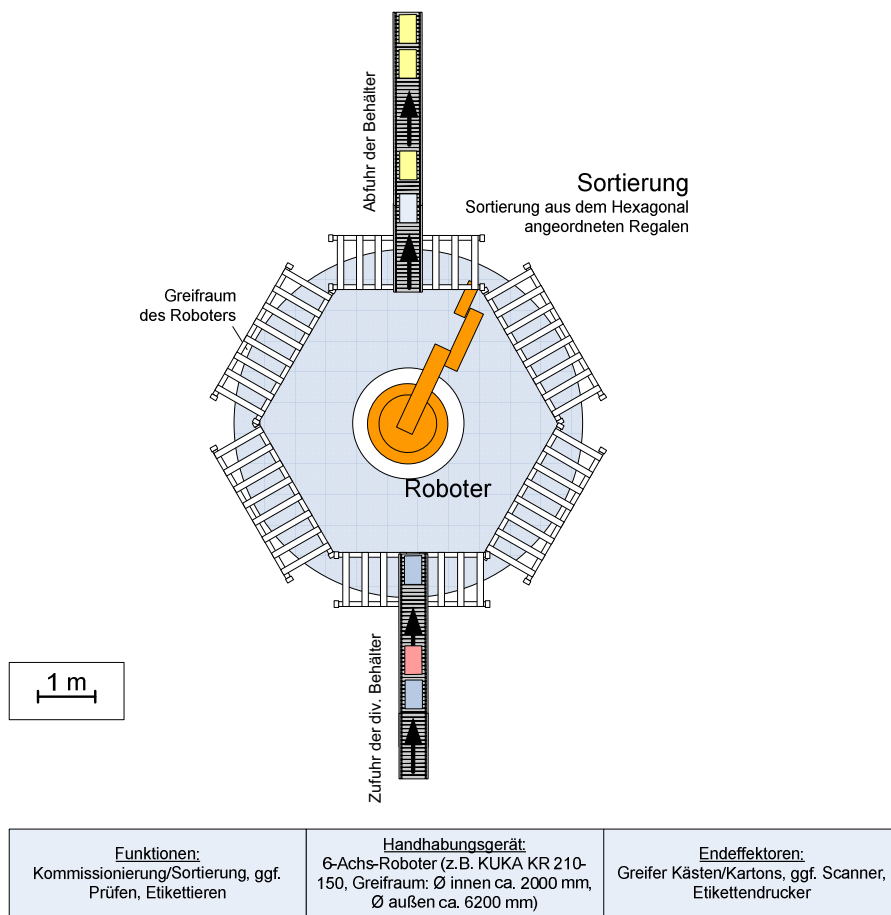 Abfuhr der Behälter
Sortierung
Sortierung aus dem Hexagonal
angeordneten Regalen
Greifraum
des Roboters
Roboter
Zufuhr der div. Behälter
1 m
Funktionen:
Kommissionierung/Sortierung, ggf.
Prüfen, Etikettieren
Handhabungsgerät:
6-Achs-Roboter (z.B. KUKA KR 210-
150, Greifraum: Ø innen ca. 2000 mm,
Ø außen ca. 6200 mm)
Endeffektoren:
Greifer Kästen/Kartons, ggf. Scanner,
Etikettendrucker